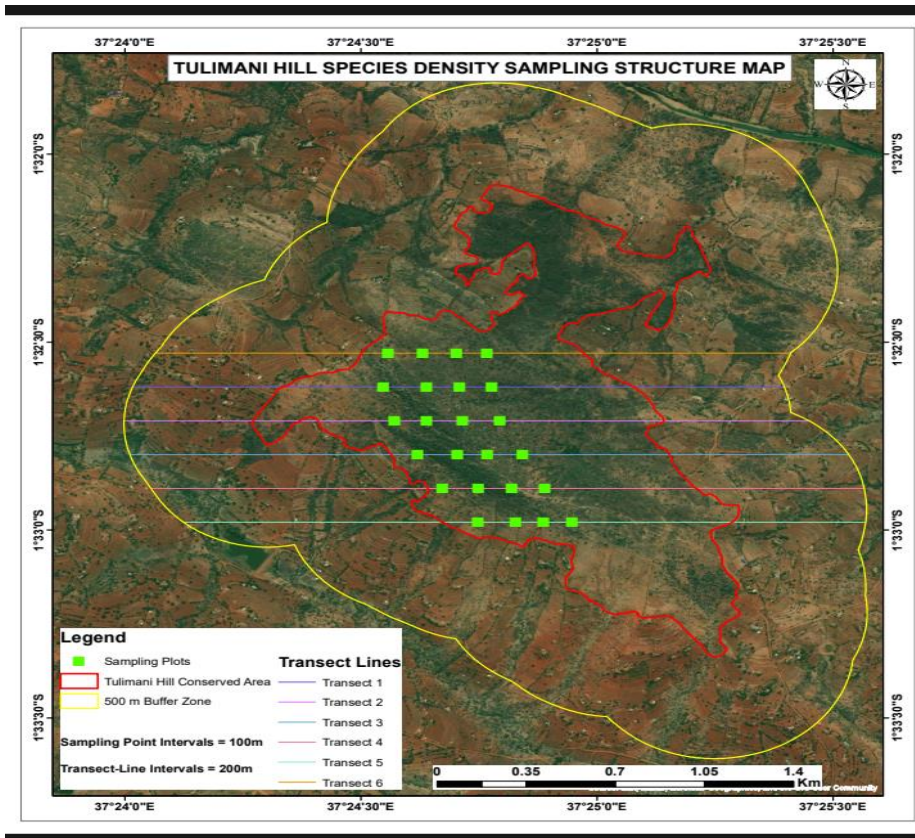 37°24'0"E 37°24'30"E 37°25'0"E 37°25'30"E
TULIMANI HILL SPECIES DENSITY SAMPLING STRUCTURE MAP
N
W E
S
1°32'0"S 1°32'0"S
1°32'30"S 1°32'30"S
1°33'0"S 1°33'0"S
1°33'30"S 1°33'30"S
Legend
Sampling Plots
Tulimani Hill Conserved Area
500 m Buffer Zone
Sampling Point Intervals = 100m
Transect-Line Intervals = 200m
Transect Lines
Transect 1
Transect 2
Transect 3
Transect 4
Transect 5
Transect 6
0 0.35 0.7 1.05 1.4
Km
User Community
37°24'0"E 37°24'30"E 37°25'0"E 37°25'30"E